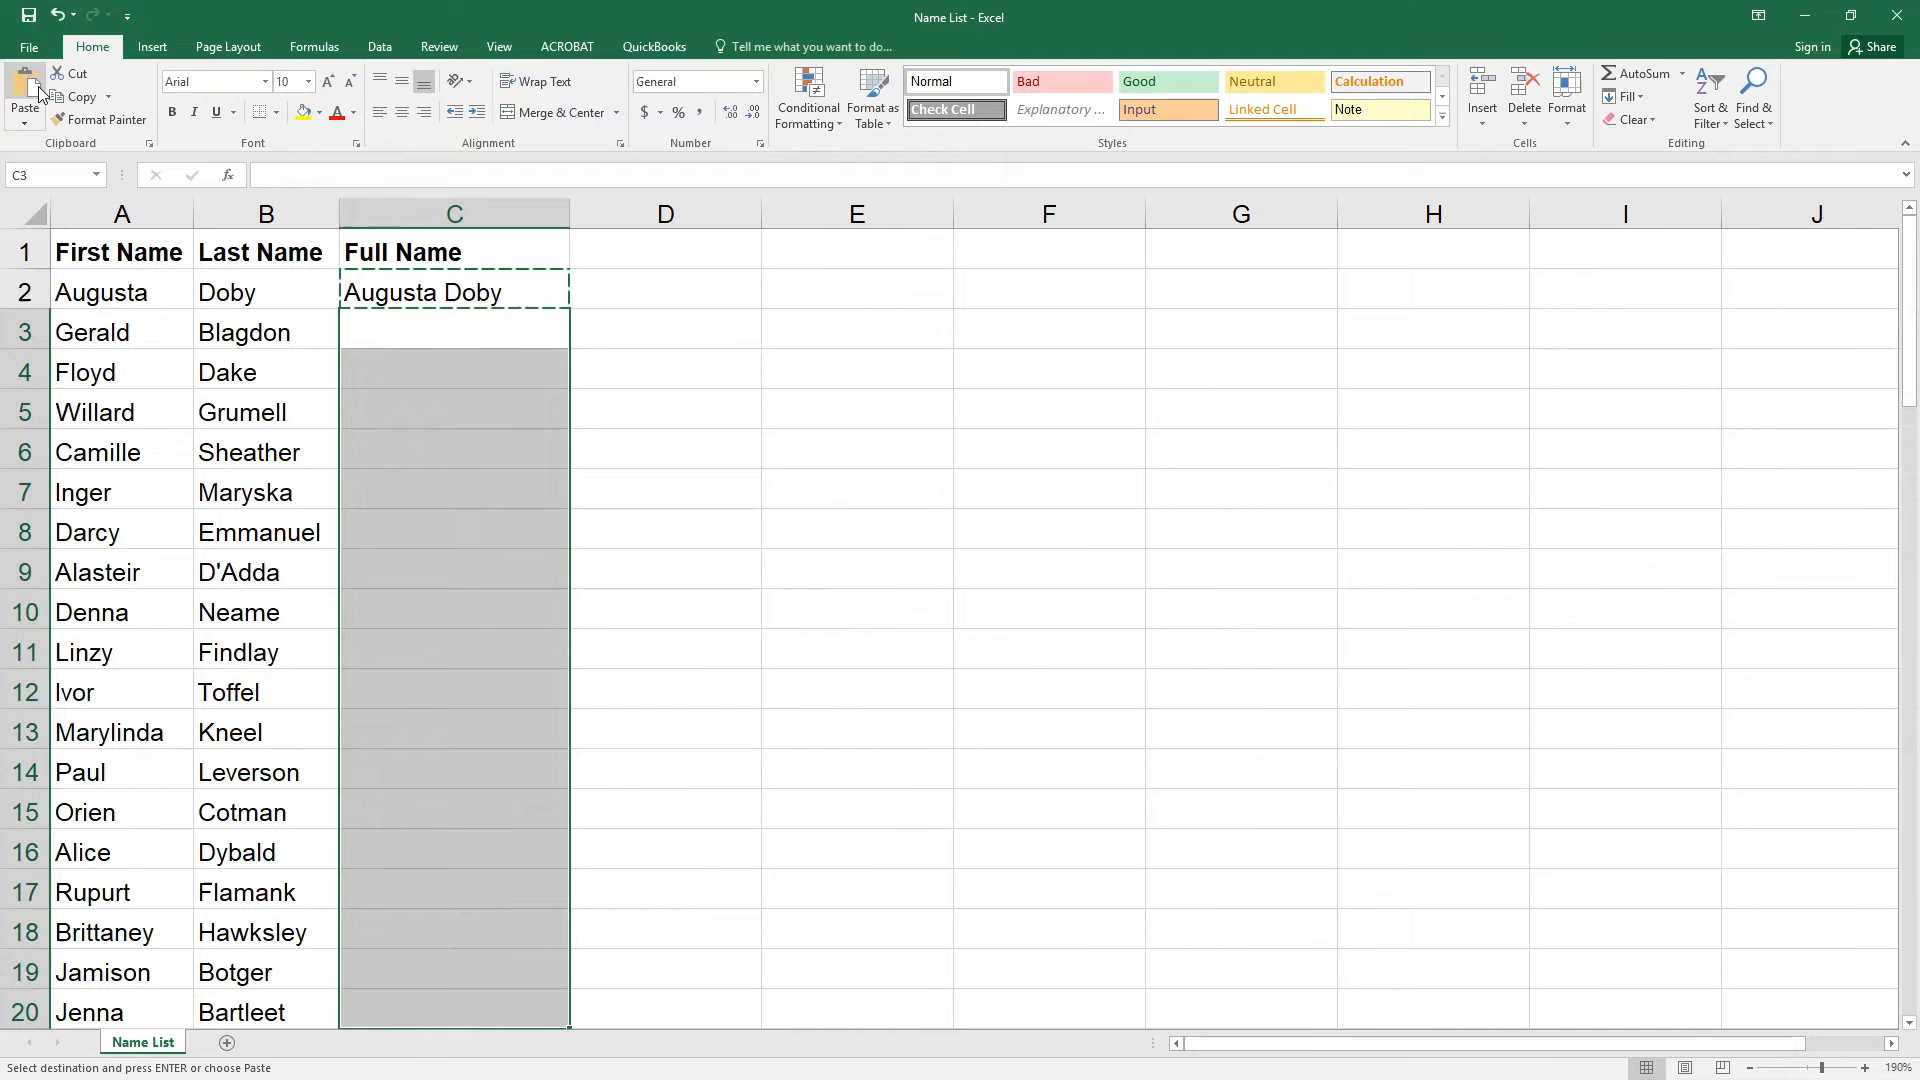 Name List - Excel
File Home Insert Page Layout Formulas Data Review View ACROBAT QuickBooks Tell me what you want to do... Sign in Share
Paste
Cut
Copy
Format Painter
Clipboard
Arial 10 A A
B I U A
Font
Wrap Text
Merge & Center
Alignment
General
$ % ,
Number
Conditional Formatting
Format as Table
Normal Bad Good Neutral Calculation
Check Cell Explanatory ... Input Linked Cell Note
Styles
Insert Delete Format
Cells
AutoSum
Fill
Clear
Sort & Filter
Find & Select
Editing
C3 fx
A B C D E F G H I J
1 First Name Last Name Full Name
2 Augusta Doby Augusta Doby
3 Gerald Blagdon
4 Floyd Dake
5 Willard Grumell
6 Camille Sheather
7 Inger Maryska
8 Darcy Emmanuel
9 Alasteir D'Adda
10 Denna Neame
11 Linzy Findlay
12 Ivor Toffel
13 Marylinda Kneel
14 Paul Leverson
15 Orien Cotman
16 Alice Dybald
17 Rupurt Flamank
18 Brittaney Hawksley
19 Jamison Botger
20 Jenna Bartleet
Name List
Select destination and press ENTER or choose Paste 190%